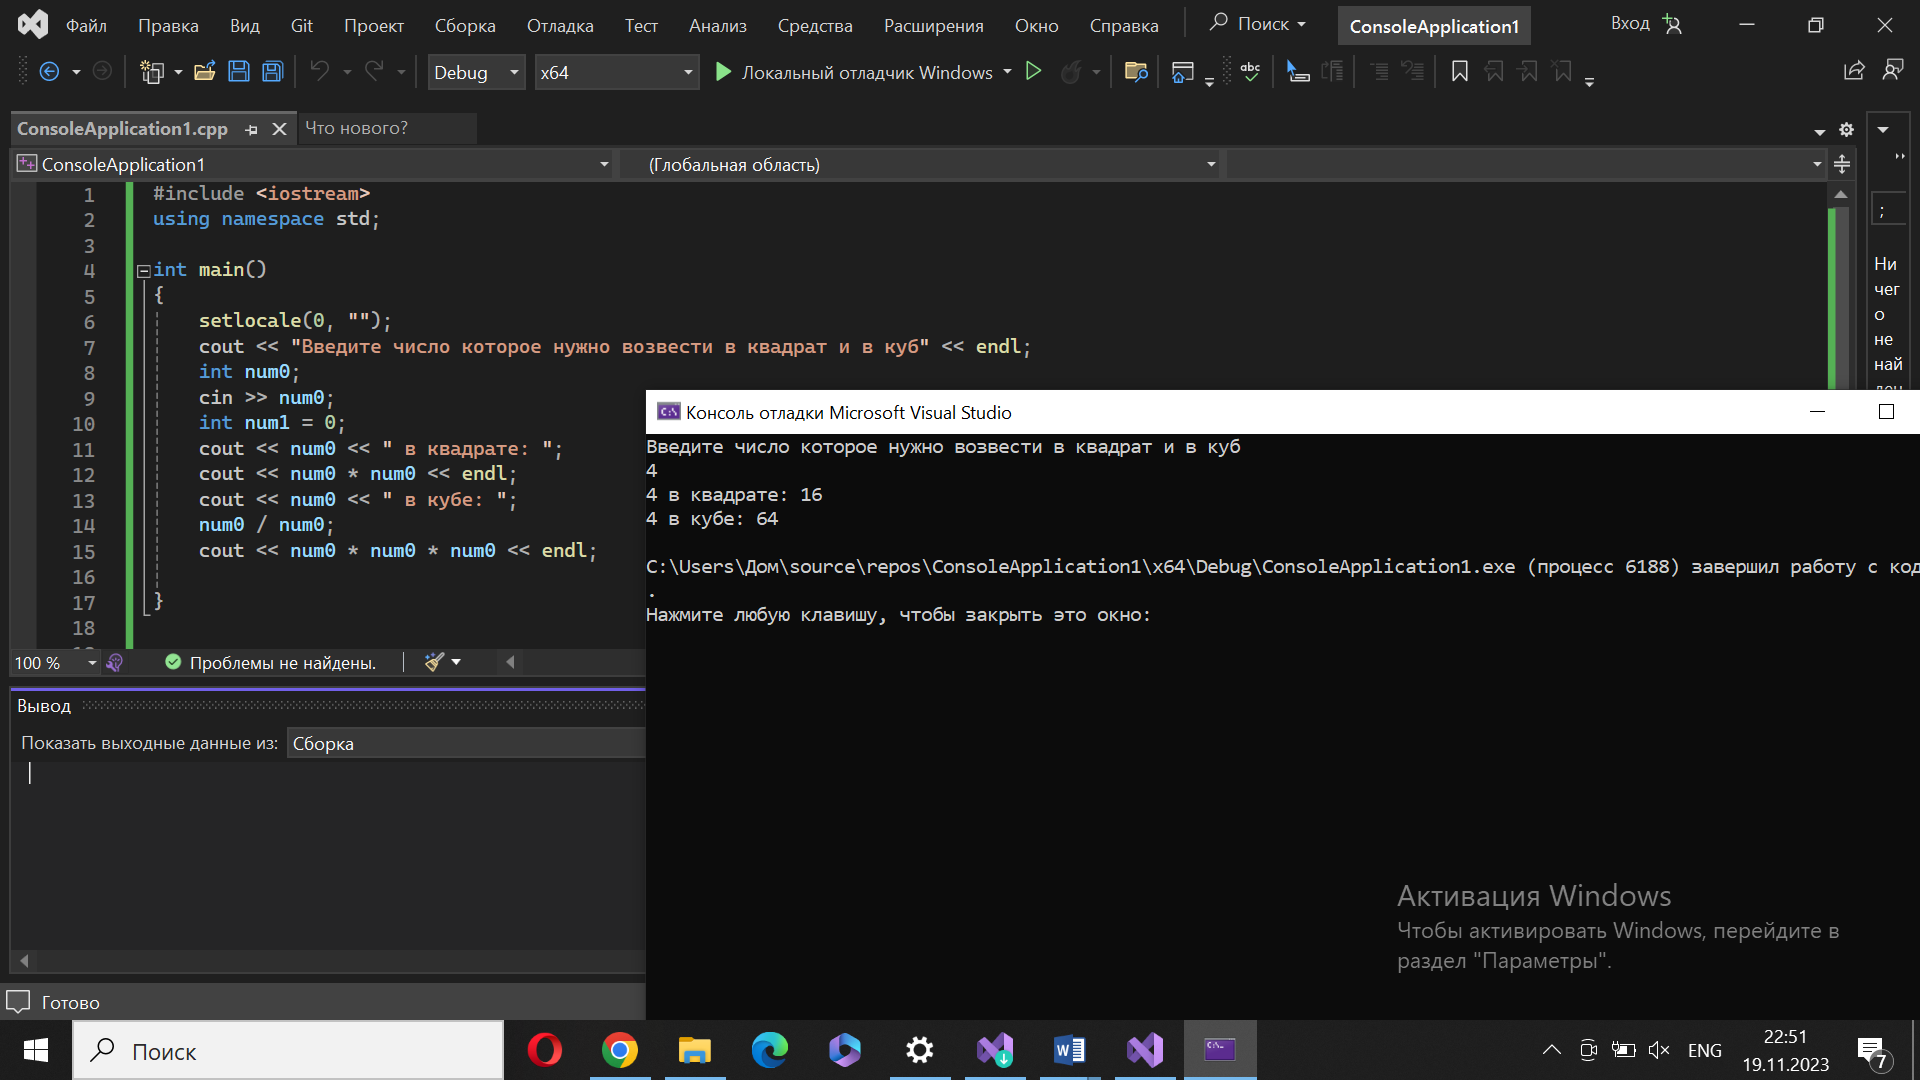 Файл Правка Вид Git Проект Сборка Отладка Тест Анализ Средства Расширения Окно Справка Поиск ConsoleApplication1 Вход
Debug x64 Локальный отладчик Windows abc
ConsoleApplication1.cpp Что нового?
ConsoleApplication1 (Глобальная область)
1 #include <iostream>
2 using namespace std;
3
4 int main()
5 {
6 setlocale(0, "");
7 cout << "Введите число которое нужно возвести в квадрат и в куб" << endl;
8 int num0;
9 cin >> num0;
10 int num1 = 0;
11 cout << num0 << " в квадрате: ";
12 cout << num0 * num0 << endl;
13 cout << num0 << " в кубе: ";
14 num0 / num0;
15 cout << num0 * num0 * num0 << endl;
16
17 }
18
;
Ни
чег
о
не
най
100 % Проблемы не найдены.
Вывод
Показать выходные данные из: Сборка
Готово
Консоль отладки Microsoft Visual Studio
Введите число которое нужно возвести в квадрат и в куб
4
4 в квадрате: 16
4 в кубе: 64
C:\Users\Дом\source\repos\ConsoleApplication1\x64\Debug\ConsoleApplication1.exe (процесс 6188) завершил работу с код
.
Нажмите любую клавишу, чтобы закрыть это окно:
Активация Windows
Чтобы активировать Windows, перейдите в
раздел "Параметры".
Поиск
ENG
22:51
19.11.2023
7